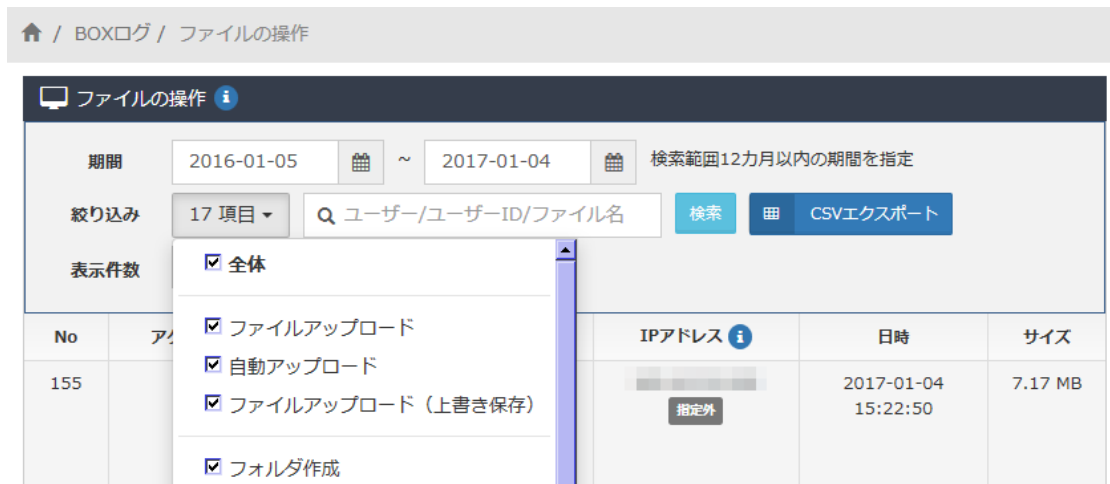 / BOXログ / ファイルの操作
ファイルの操作
期間 2016-01-05 ~ 2017-01-04 検索範囲12カ月以内の期間を指定
絞り込み 17 項目 ユーザー/ユーザーID/ファイル名 検索 CSVエクスポート
表示件数
全体
ファイルアップロード
自動アップロード
ファイルアップロード（上書き保存）
フォルダ作成
No IPアドレス 日時 サイズ
155 2017-01-04 7.17 MB
指定外 15:22:50